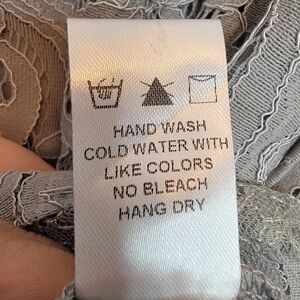 HAND WASH
COLD WATER WITH
LIKE COLORS
NO BLEACH
HANG DRY